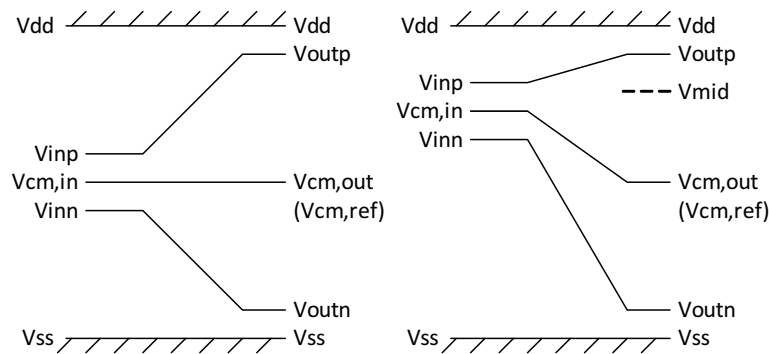 Vdd Vdd Vdd Vdd
Voutp Voutp
Vinp Vmid
Vcm,in
Vinp Vinn
Vcm,in Vcm,out Vcm,out
Vinn (Vcm,ref) (Vcm,ref)
Voutn Voutn
Vss Vss Vss Vss